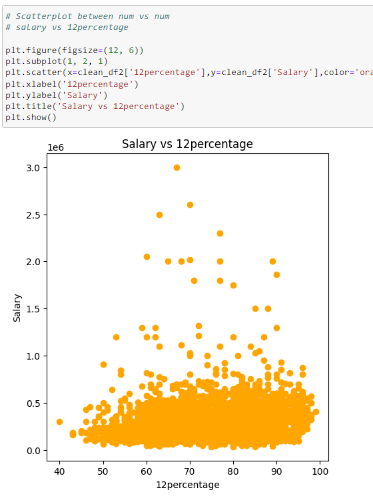 # Scatterplot between num vs num
# salary vs 12percentage
plt.figure(figsize=(12, 6))
plt.subplot(1, 2, 1)
plt.scatter(x=clean_df2['12percentage'],y=clean_df2['Salary'],color='ora
plt.xlabel('12percentage')
plt.ylabel('Salary')
plt.title('Salary vs 12percentage')
plt.show()
Salary vs 12percentage
1e6
3.0
2.5
2.0
1.5
1.0
0.5
0.0
Salary
40 50 60 70 80 90 100
12percentage